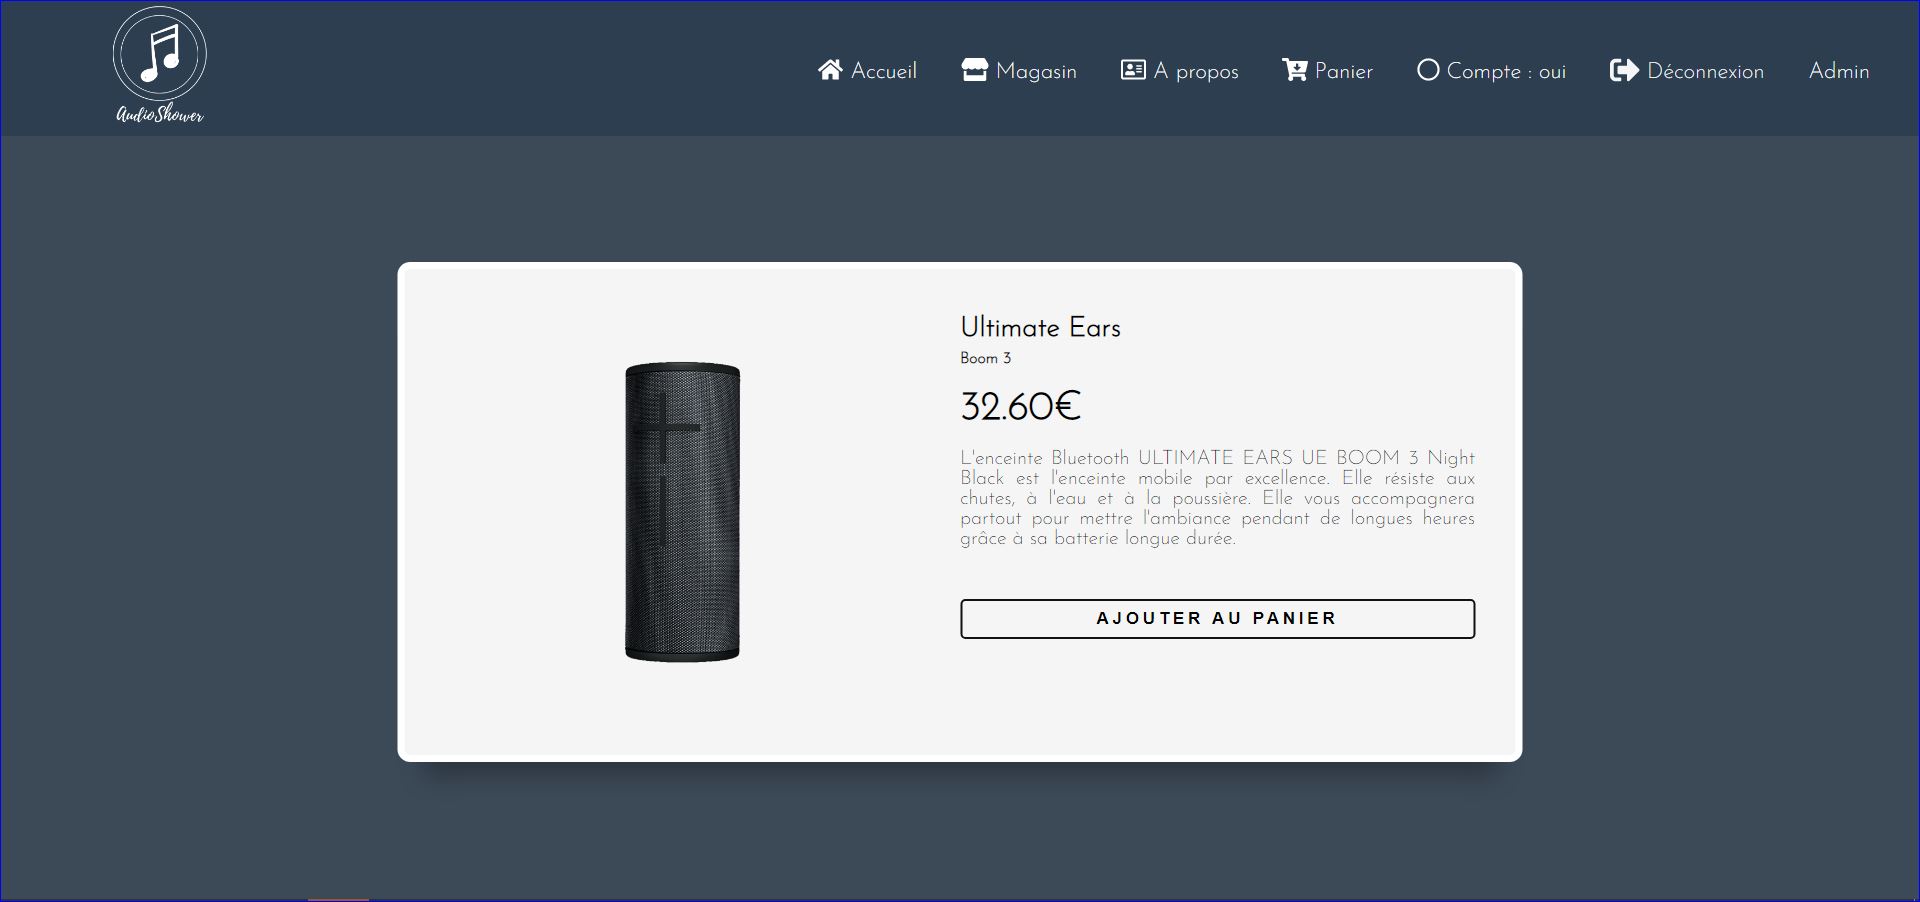 AudioShower
Accueil
Magasin
A propos
Panier
Compte : oui
Déconnexion
Admin
Ultimate Ears
Boom 3
32.60€
L'enceinte Bluetooth ULTIMATE EARS UE BOOM 3 Night
Black est l'enceinte mobile par excellence. Elle résiste aux
chutes, à l'eau et à la poussière. Elle vous accompagnera
partout pour mettre l'ambiance pendant de longues heures
grâce à sa batterie longue durée.
AJOUTER AU PANIER